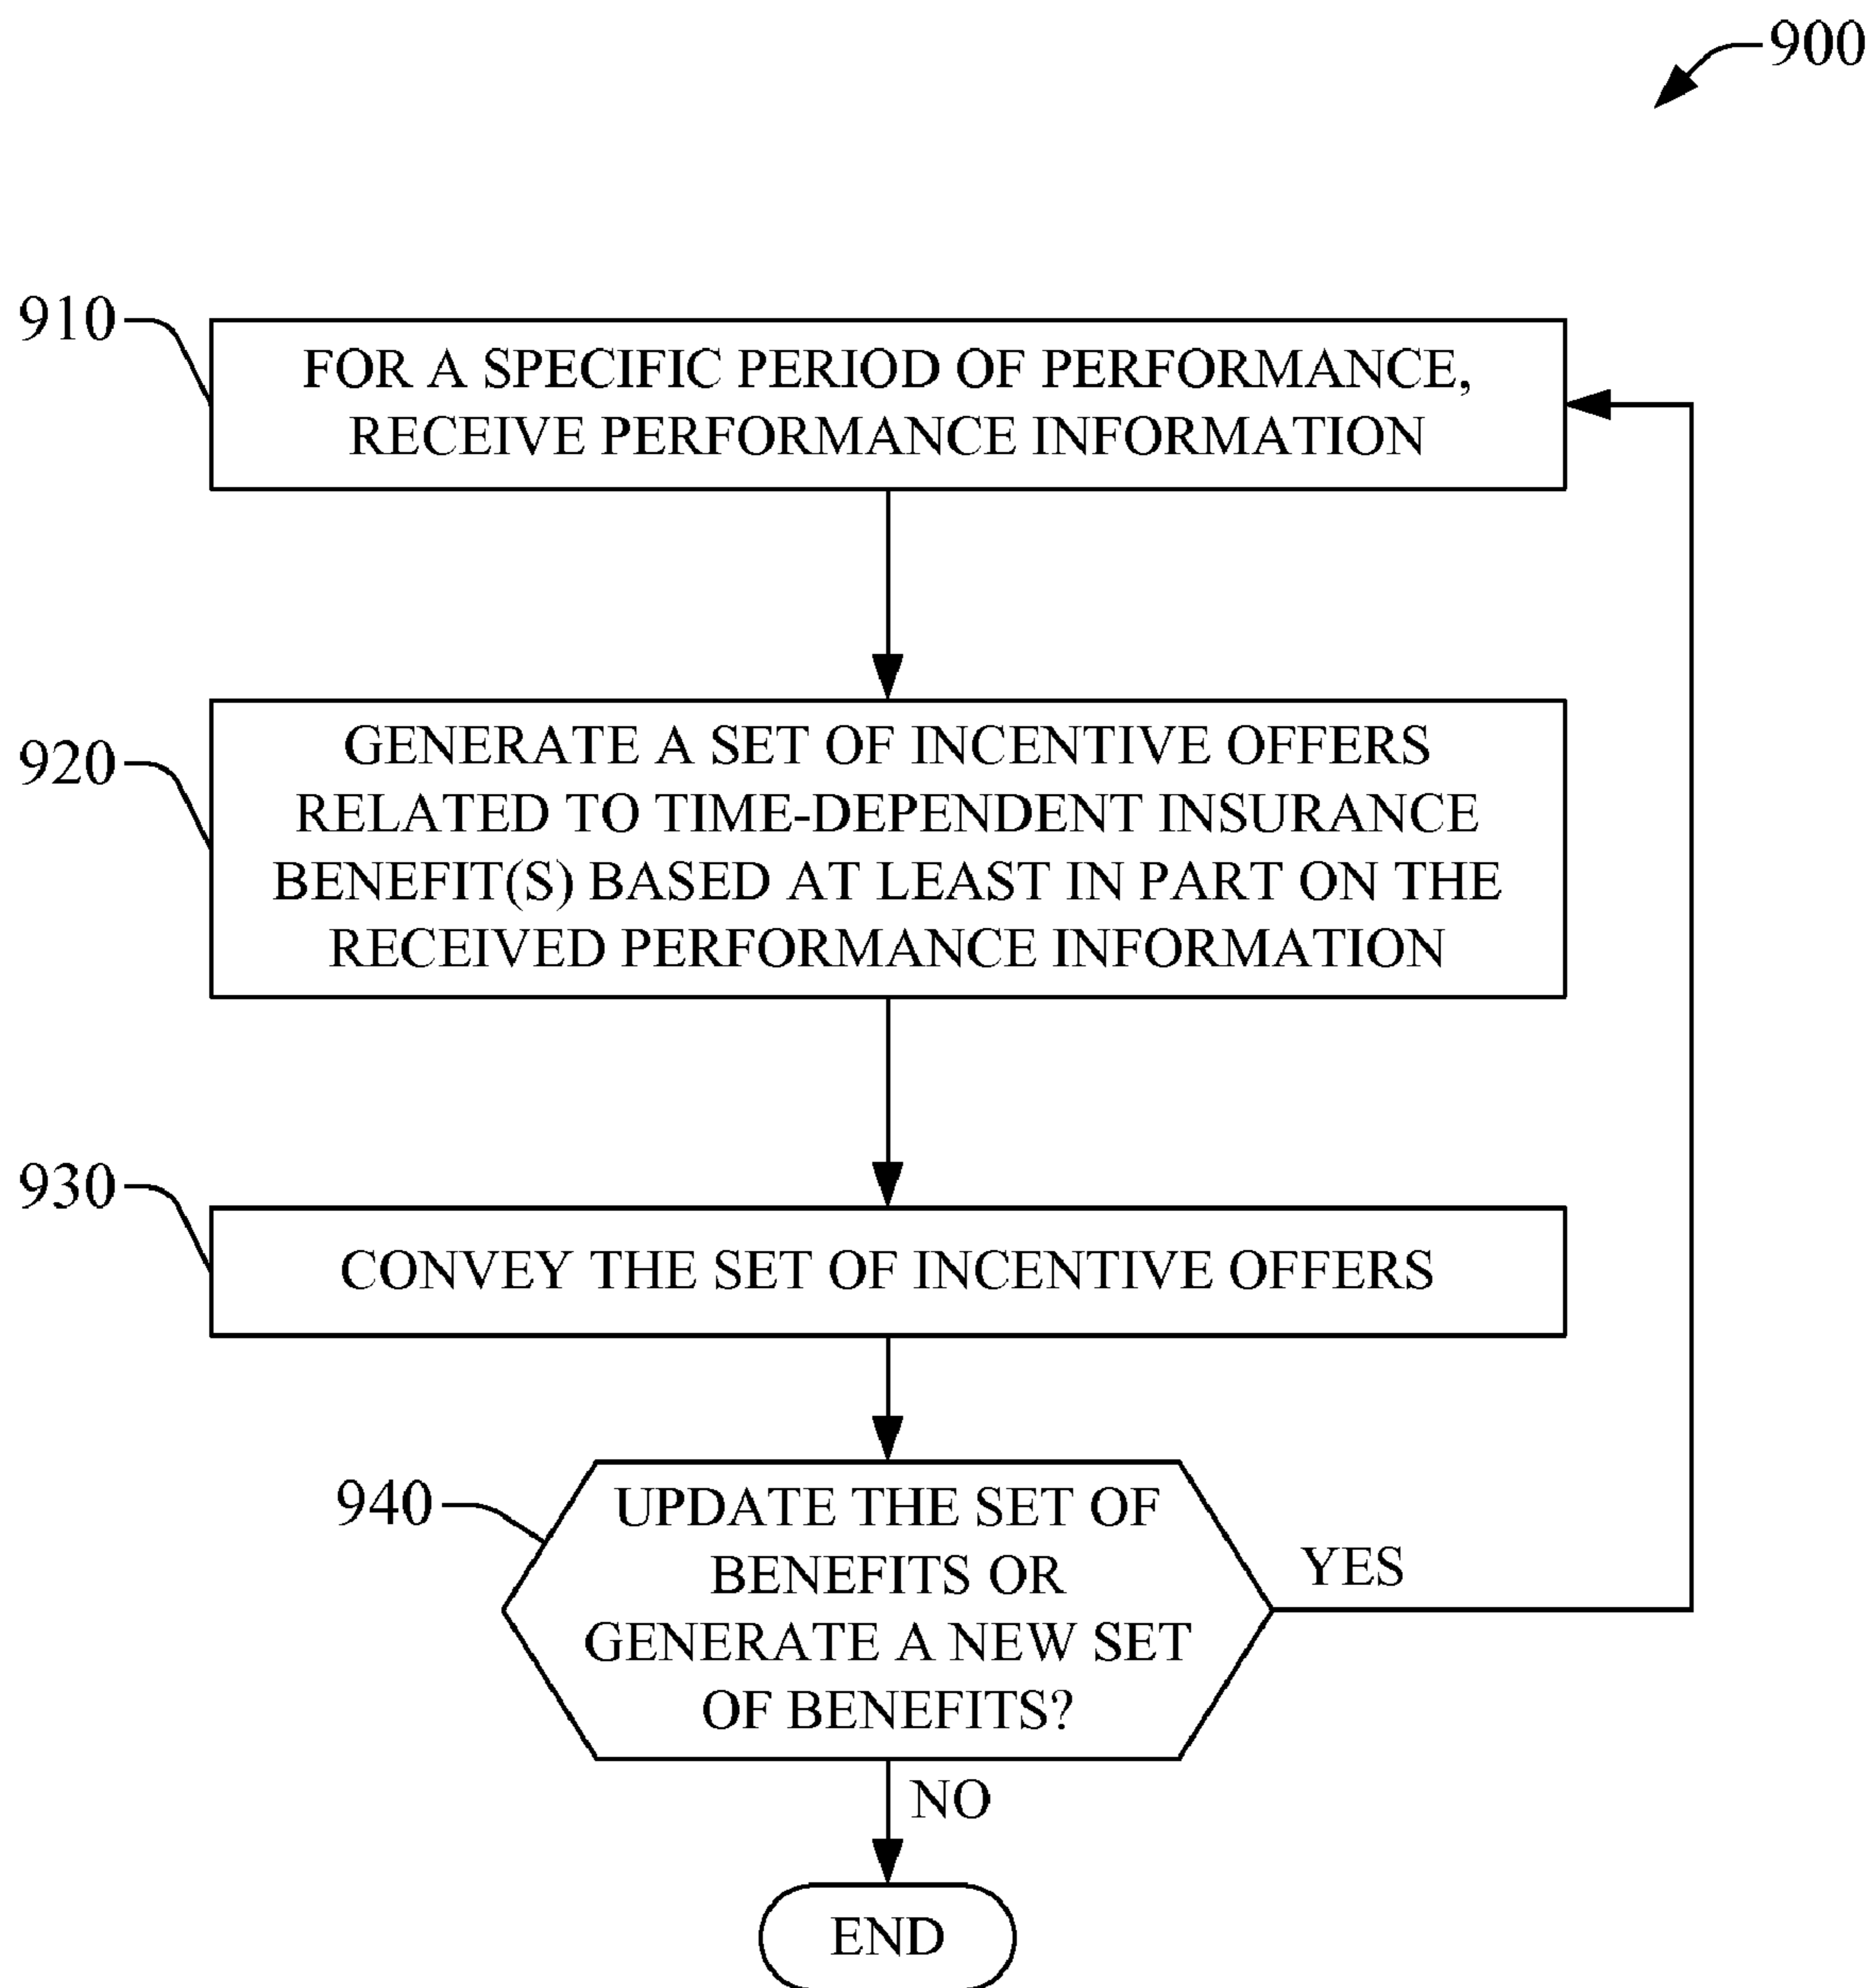 900
910
FOR A SPECIFIC PERIOD OF PERFORMANCE,
RECEIVE PERFORMANCE INFORMATION
920
GENERATE A SET OF INCENTIVE OFFERS
RELATED TO TIME-DEPENDENT INSURANCE
BENEFIT(S) BASED AT LEAST IN PART ON THE
RECEIVED PERFORMANCE INFORMATION
930
CONVEY THE SET OF INCENTIVE OFFERS
940
UPDATE THE SET OF
BENEFITS OR
GENERATE A NEW SET
OF BENEFITS?
YES
NO
END